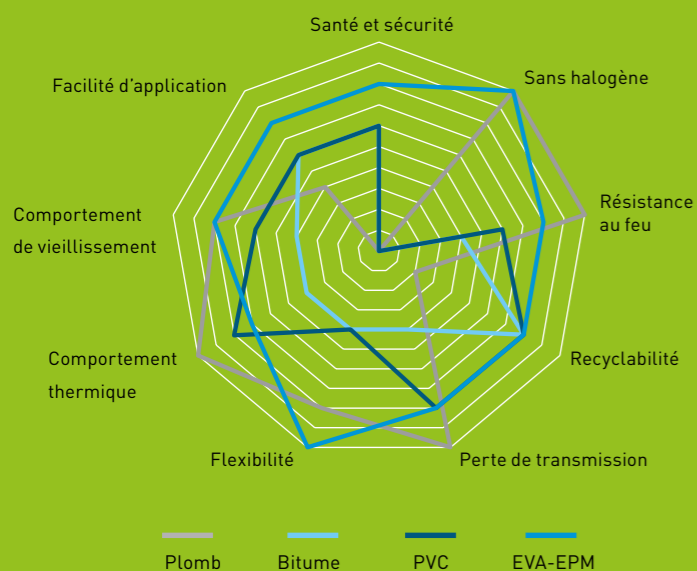 Santé et sécurité
Sans halogène
Facilité d'application
Résistance
au feu
Comportement
de vieillissement
Recyclabilité
Comportement
thermique
Flexibilité
Perte de transmission
Plomb
Bitume
PVC
EVA-EPM